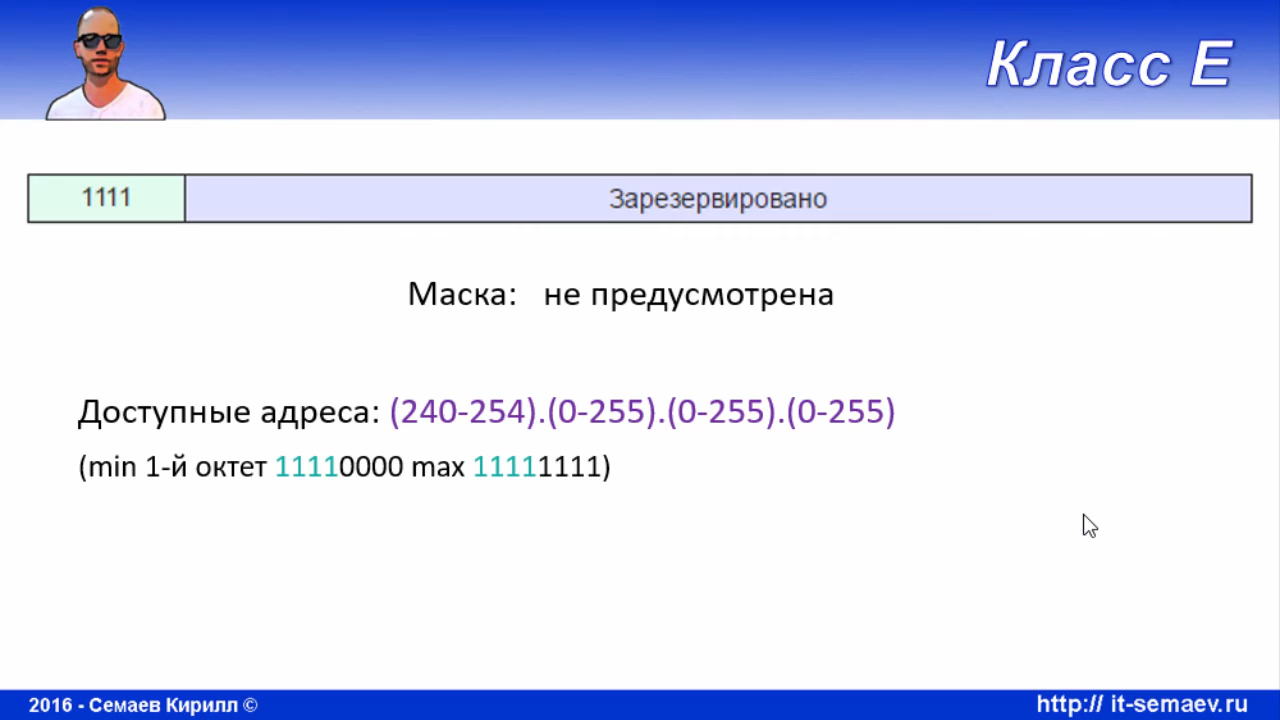 Класс E
1111
Зарезервировано
Маска: не предусмотрена
Доступные адреса: (240-254).(0-255).(0-255).(0-255)
(min 1-й октет 11110000 max 11111111)
2016 - Семаев Кирилл ©
http:// it-semaev.ru